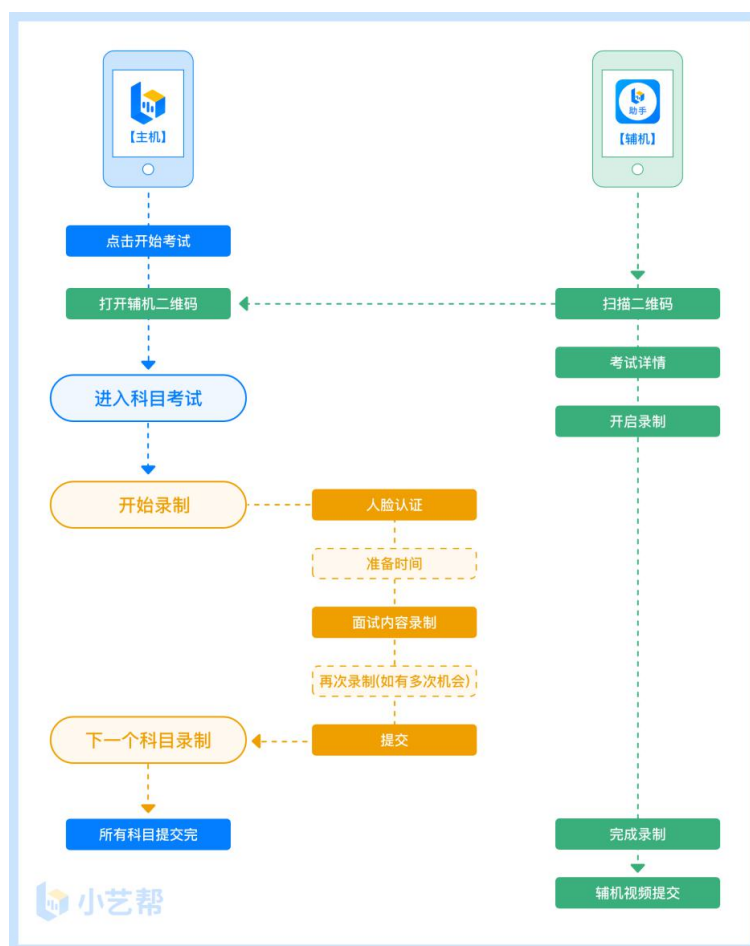 【主机】
助手
【辅机】
点击开始考试
打开辅机二维码
扫描二维码
考试详情
进入科目考试
开启录制
开始录制
人脸认证
准备时间
面试内容录制
再次录制(如有多次机会)
下一个科目录制
提交
所有科目提交完
完成录制
辅机视频提交
小艺帮